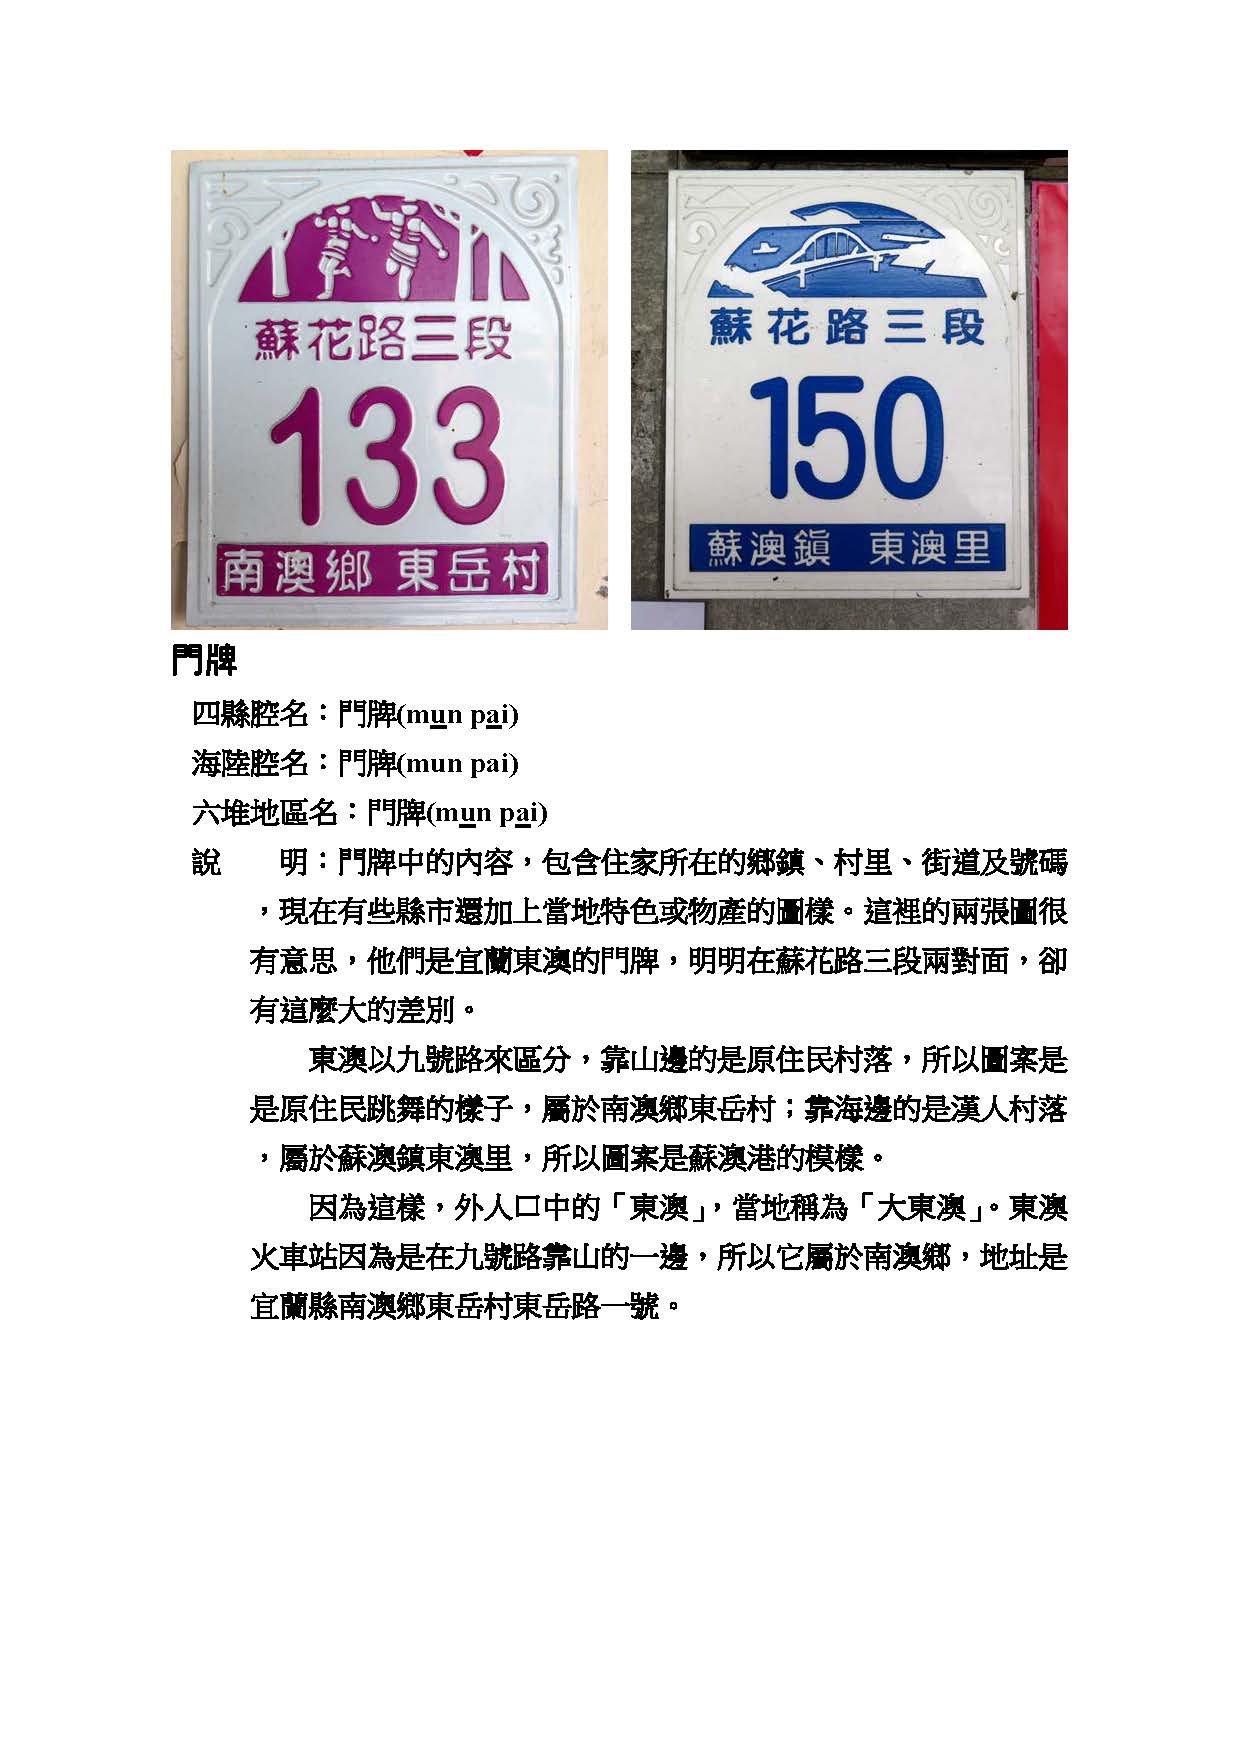 蘇花路三段
133
南澳鄉 東岳村
蘇花路三段
150
蘇澳鎮 東澳里
門牌
四縣腔名：門牌(mun pai)
海陸腔名：門牌(mun pai)
六堆地區名：門牌(mun pai)
說　　明：門牌中的內容，包含住家所在的鄉鎮、村里、街道及號碼
，現在有些縣市還加上當地特色或物產的圖樣。這裡的兩張圖很
有意思，他們是宜蘭東澳的門牌，明明在蘇花路三段兩對面，卻
有這麼大的差別。
東澳以九號路來區分，靠山邊的是原住民村落，所以圖案是
是原住民跳舞的樣子，屬於南澳鄉東岳村；靠海邊的是漢人村落
，屬於蘇澳鎮東澳里，所以圖案是蘇澳港的模樣。
因為這樣，外人口中的「東澳」，當地稱為「大東澳」。東澳
火車站因為是在九號路靠山的一邊，所以它屬於南澳鄉，地址是
宜蘭縣南澳鄉東岳村東岳路一號。